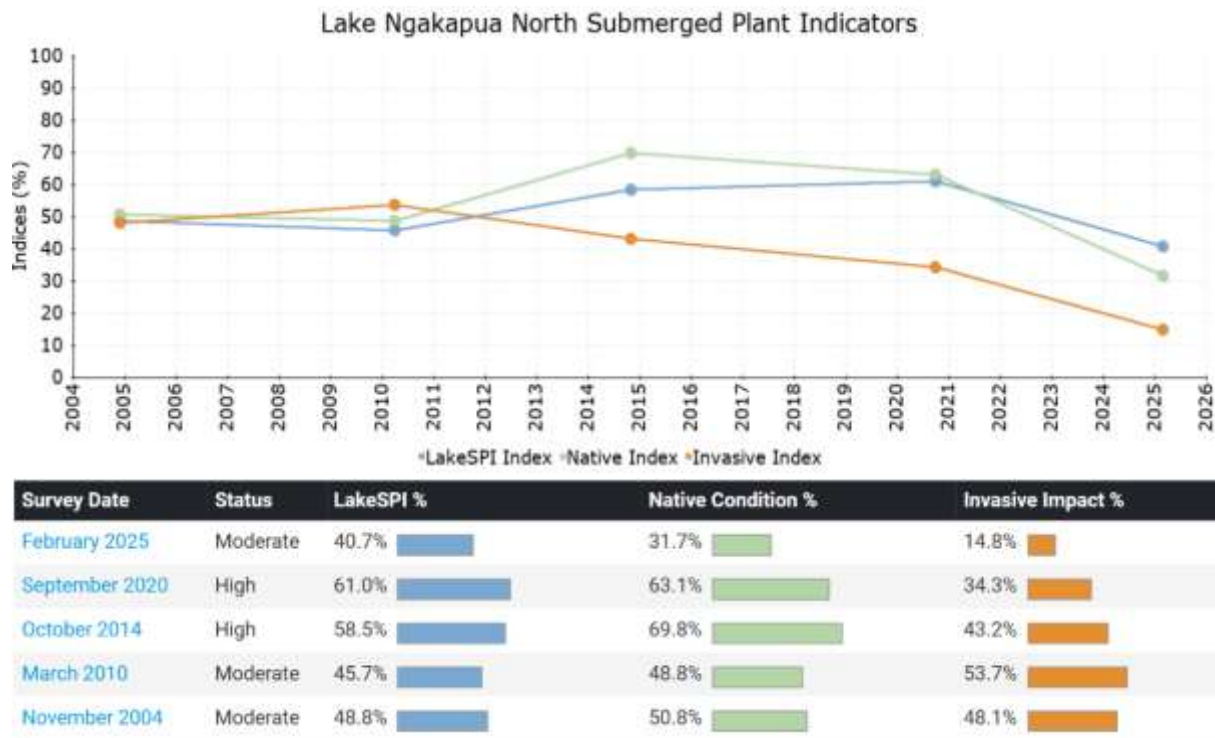 Lake Ngakapua North Submerged Plant Indicators
Indices (%)
100
90
80
70
60
50
40
30
20
10
0
2004 2005 2006 2007 2008 2009 2010 2011 2012 2013 2014 2015 2016 2017 2018 2019 2020 2021 2022 2023 2024 2025 2026
LakeSPI Index Native Index Invasive Index
Survey Date Status LakeSPI % Native Condition % Invasive Impact %
February 2025 Moderate 40.7% 31.7% 14.8%
September 2020 High 61.0% 63.1% 34.3%
October 2014 High 58.5% 69.8% 43.2%
March 2010 Moderate 45.7% 48.8% 53.7%
November 2004 Moderate 48.8% 50.8% 48.1%